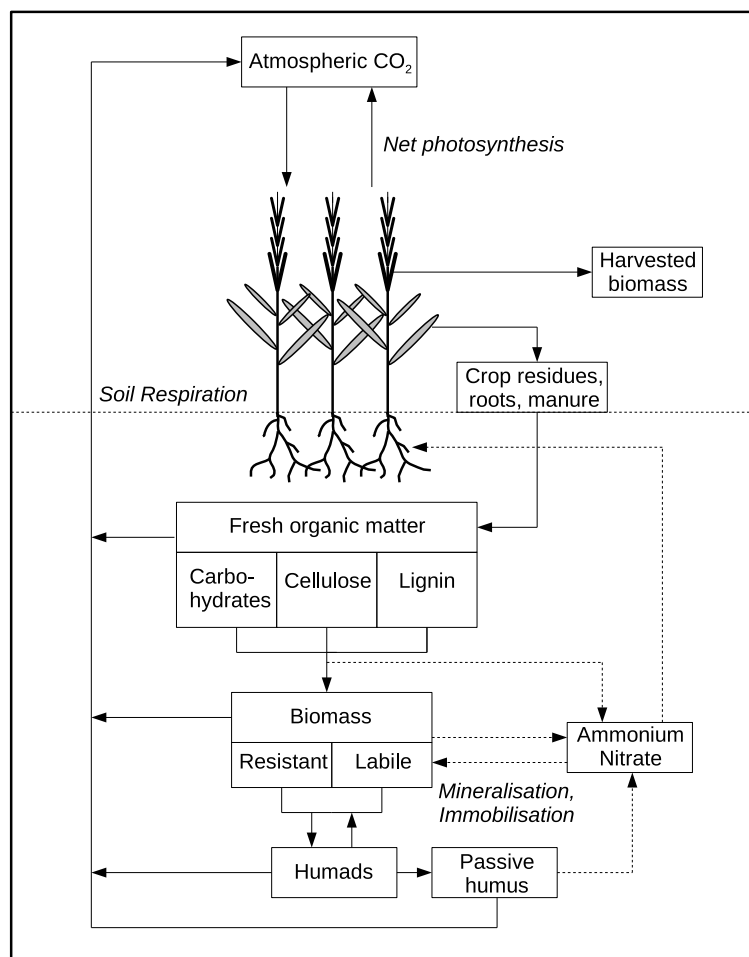 Atmospheric CO₂
Net photosynthesis
Harvested
biomass
Crop residues,
roots, manure
Soil Respiration
Fresh organic matter
Carbo-
hydrates
Cellulose
Lignin
Biomass
Resistant
Labile
Ammonium
Nitrate
Mineralisation,
Immobilisation
Humads
Passive
humus